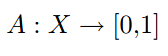 A : X → [0,1]